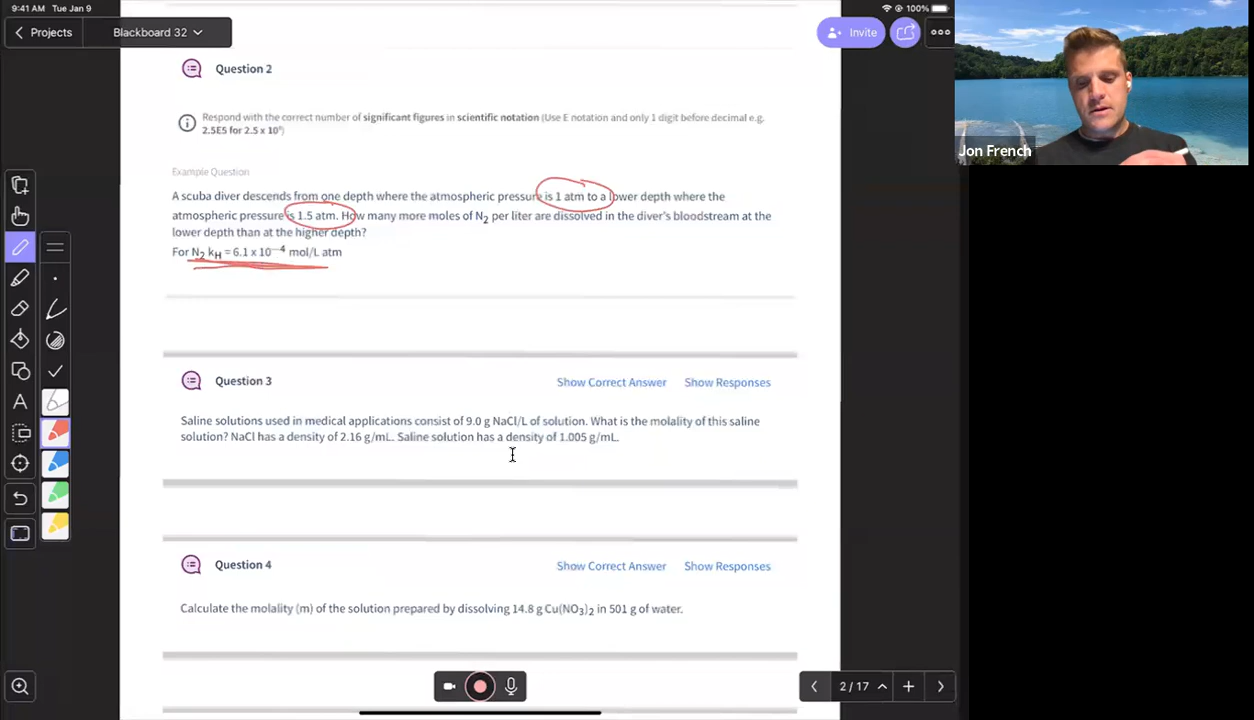 9:41 AM Tue Jan 9
100%
Projects
Blackboard 32
Invite
Jon French
Question 2
Respond with the correct number of significant figures in scientific notation (Use E notation and only 1 digit before decimal e.g.
2.5E5 for 2.5 x 10⁵)
Example Question
A scuba diver descends from one depth where the atmospheric pressure is 1 atm to a lower depth where the
atmospheric pressure is 1.5 atm. How many more moles of N₂ per liter are dissolved in the diver's bloodstream at the
lower depth than at the higher depth?
For N₂ kH = 6.1 x 10⁻⁴ mol/L atm
Question 3
Show Correct Answer Show Responses
Saline solutions used in medical applications consist of 9.0 g NaCl/L of solution. What is the molality of this saline
solution? NaCl has a density of 2.16 g/mL. Saline solution has a density of 1.005 g/mL.
Question 4
Show Correct Answer Show Responses
Calculate the molality (m) of the solution prepared by dissolving 14.8 g Cu(NO₃)₂ in 501 g of water.
A
2 / 17